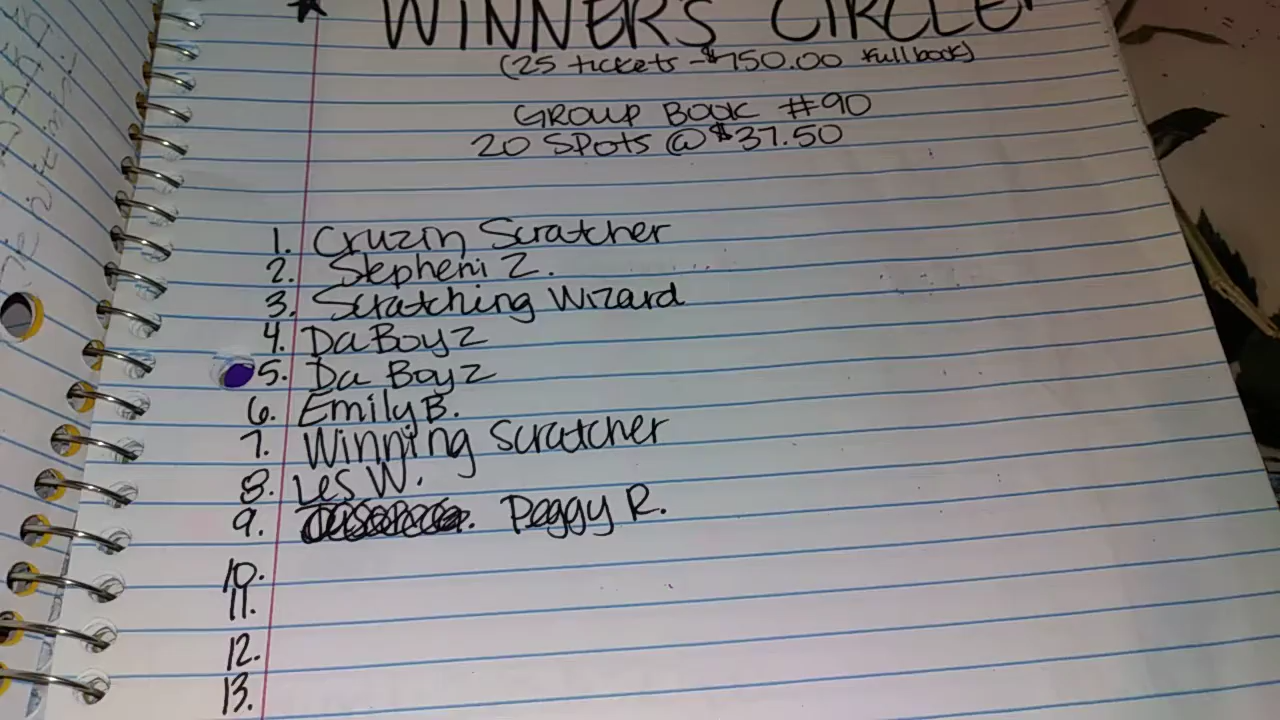 ★ WINNERS CIRCLE
(25 tickets - $750.00 full book)
GROUP BOOK #90
20 SPOTS @ $37.50
1. Cruzin Scratcher
2. Stepheni Z.
3. Scratching Wizard
4. Da Boyz
5. Da Boyz
6. Emily B.
7. Winning Scratcher
8. Les W.
9. Peggy R.
10.
11.
12.
13.